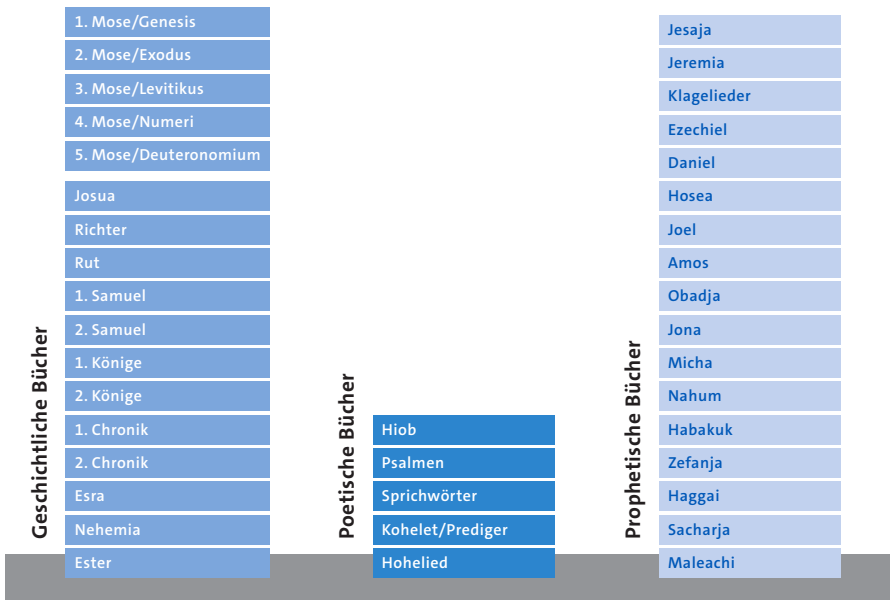 Geschichtliche Bücher
1. Mose/Genesis
2. Mose/Exodus
3. Mose/Levitikus
4. Mose/Numeri
5. Mose/Deuteronomium
Josua
Richter
Rut
1. Samuel
2. Samuel
1. Könige
2. Könige
1. Chronik
2. Chronik
Esra
Nehemia
Ester
Poetische Bücher
Hiob
Psalmen
Sprichwörter
Kohelet/Prediger
Hohelied
Prophetische Bücher
Jesaja
Jeremia
Klagelieder
Ezechiel
Daniel
Hosea
Joel
Amos
Obadja
Jona
Micha
Nahum
Habakuk
Zefanja
Haggai
Sacharja
Maleachi